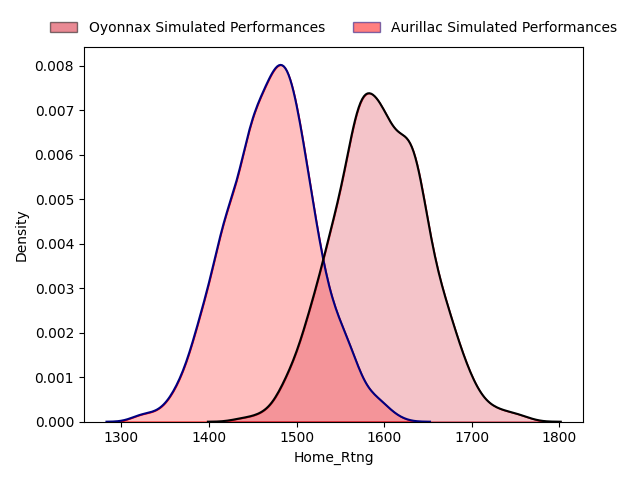 Oyonnax Simulated Performances Aurillac Simulated Performances
0.008
0.007
0.006
0.005
0.004
0.003
0.002
0.001
0.000
Density
1300 1400 1500 1600 1700 1800
Home_Rtng